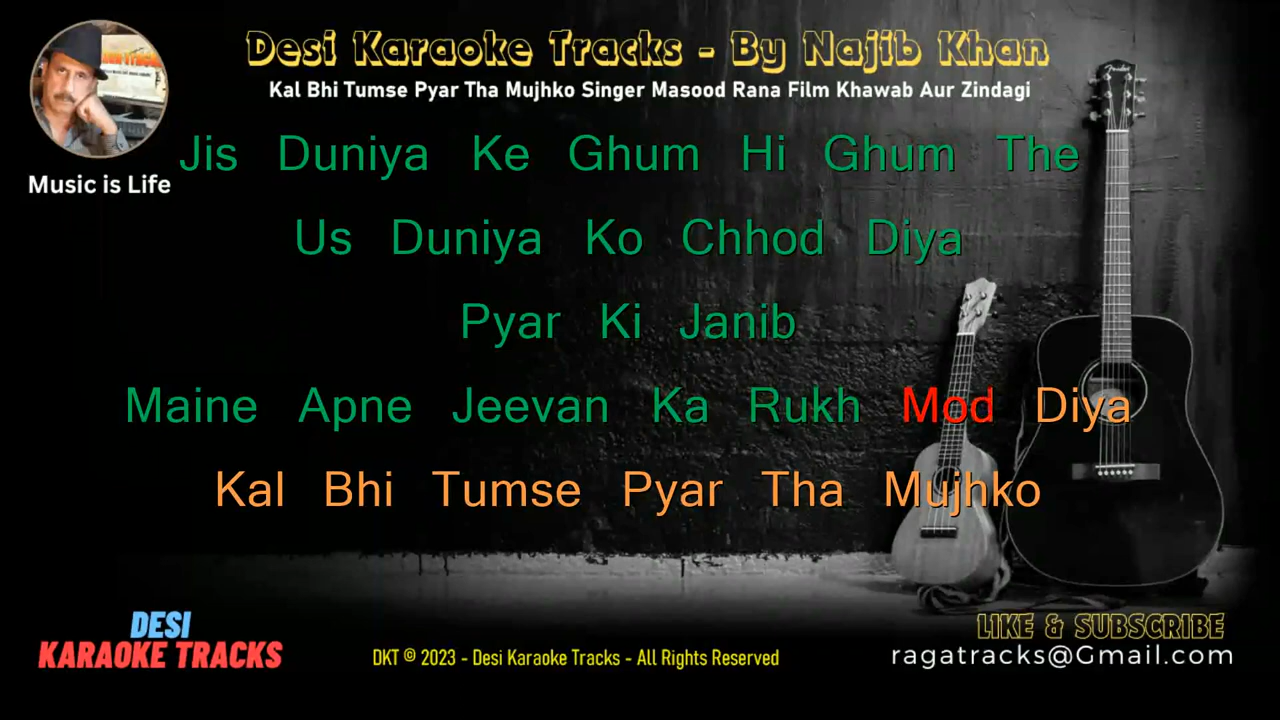 Desi Karaoke Tracks - By Najib Khan
Kal Bhi Tumse Pyar Tha Mujhko Singer Masood Rana Film Khawab Aur Zindagi
Music is Life
Jis Duniya Ke Ghum Hi Ghum The
Us Duniya Ko Chhod Diya
Pyar Ki Janib
Maine Apne Jeevan Ka Rukh Mod Diya
Kal Bhi Tumse Pyar Tha Mujhko
DESI
KARAOKE TRACKS
DKT © 2023 - Desi Karaoke Tracks - All Rights Reserved
LIKE & SUBSCRIBE
ragatracks@Gmail.com
Fender